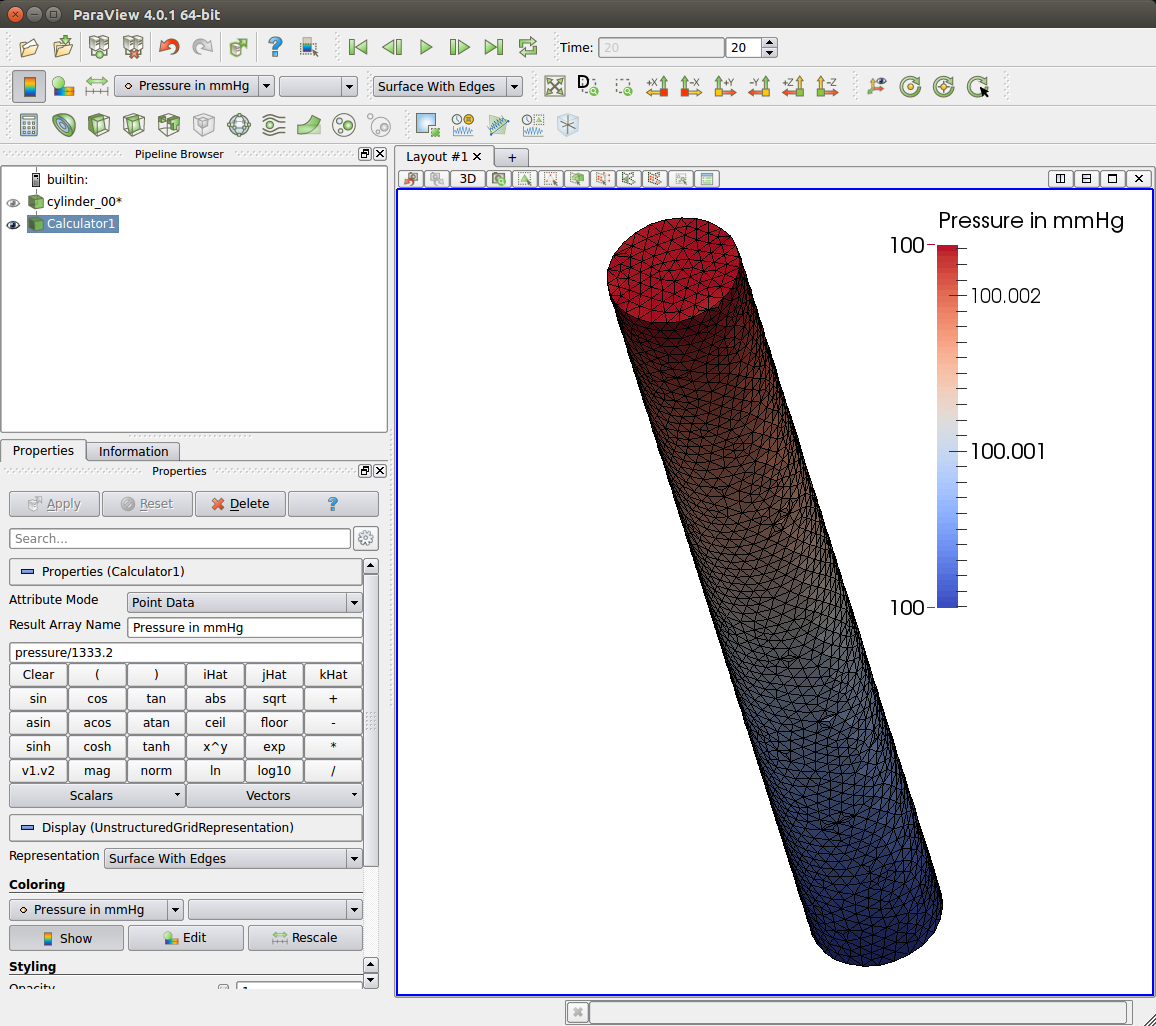 ParaView 4.0.1 64-bit
Time: 20 20
Pressure in mmHg Surface With Edges D +X -X +Y -Y +Z -Z
Pipeline Browser
Layout #1 +
builtin:
3D
cylinder_00*
Calculator1
Pressure in mmHg
100
100.002
100.001
100
Properties Information
Properties
Apply Reset Delete ?
Search...
Properties (Calculator1)
Attribute Mode Point Data
Result Array Name Pressure in mmHg
pressure/1333.2
Clear ( ) iHat jHat kHat
sin cos tan abs sqrt +
asin acos atan ceil floor -
sinh cosh tanh x^y exp *
v1.v2 mag norm ln log10 /
Scalars Vectors
Display (UnstructuredGridRepresentation)
Representation Surface With Edges
Coloring
Pressure in mmHg
Show Edit Rescale
Styling
Opacity